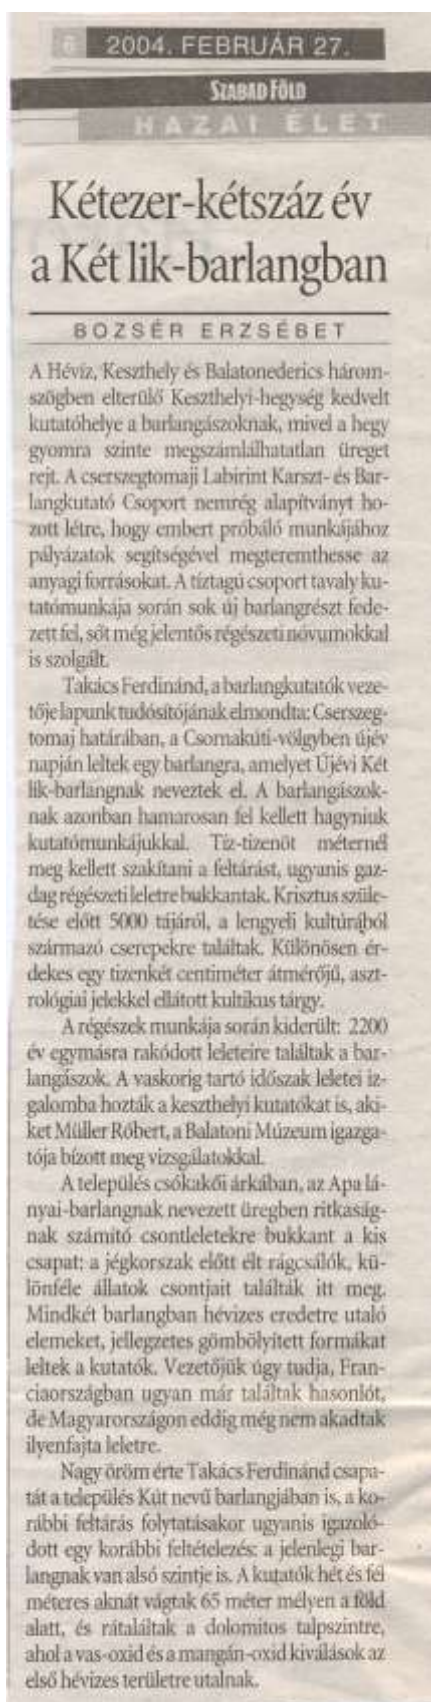 6 2004. FEBRUÁR 27.
SZABAD FÖLD
HAZAI ÉLET
Kétezer-kétszáz év
a Két lik-barlangban
BOZSÉR ERZSÉBET
A Hévíz, Keszthely és Balatonederics három-
szögben elterülő Keszthelyi-hegység kedvelt
kutatóhelye a barlangászoknak, mivel a hegy
gyomra szinte megszámlálhatatlan üreget
rejt. A cserszegtomaji Labirint Karszt- és Bar-
langkutató Csoport nemrég alapítványt ho-
zott létre, hogy embert próbáló munkájához
pályázatok segítségével megteremthesse az
anyagi forrásokat. A tíztagú csoport tavaly ku-
tatómunkája során sok új barlangrészt fede-
zett fel, sőt még jelentős régészeti nóvumokkal
is szolgált.
Takács Ferdinánd, a barlangkutatók veze-
tője lapunk tudósítójának elmondta: Cserszeg-
tomaj határában, a Csornakúti-völgyben újév
napján leltek egy barlangra, amelyet Újévi Két
lik-barlangnak neveztek el. A barlangászok-
nak azonban hamarosan fel kellett hagyniuk
kutatómunkájukkal. Tíz-tizenöt méternél
meg kellett szakítani a feltárást, ugyanis gaz-
dag régészeti leletre bukkantak. Krisztus szüle-
tése előtt 5000 tájáról, a lengyeli kultúrából
származó cserepekre találtak. Különösen ér-
dekes egy tizenkét centiméter átmérőjű, aszt-
rológiai jelekkel ellátott kultikus tárgy.
A régészek munkája során kiderült: 2200
év egymásra rakódott leleteire találtak a bar-
langászok. A vaskorig tartó időszak leletei iz-
galomba hozták a keszthelyi kutatókat is, aki-
ket Müller Róbert, a Balatoni Múzeum igazga-
tója bízott meg vizsgálatokkal.
A település csókakői árkában, az Apa lá-
nyai-barlangnak nevezett üregben ritkaság-
nak számító csontleletekre bukkant a kis
csapat: a jégkorszak előtt élt rágcsálók, kü-
lönféle állatok csontjait találták itt meg.
Mindkét barlangban hévizes eredetre utaló
elemeket, jellegzetes gömbölyített formákat
leltek a kutatók. Vezetőjük úgy tudja, Fran-
ciaországban ugyan már találtak hasonlót,
de Magyarországon eddig még nem akadtak
ilyenfajta leletre.
Nagy öröm érte Takács Ferdinánd csapa-
tát a település Kút nevű barlangjában is, a ko-
rábbi feltárás folytatásakor ugyanis igazoló-
dott egy korábbi feltételezés: a jelenlegi bar-
langnak van alsó szintje is. A kutatók hét és fél
méteres aknát vágtak 65 méter mélyen a föld
alatt, és rátaláltak a dolomitos talpszintre,
ahol a vas-oxid és a mangán-oxid kiválások az
első hévizes területre utalnak.